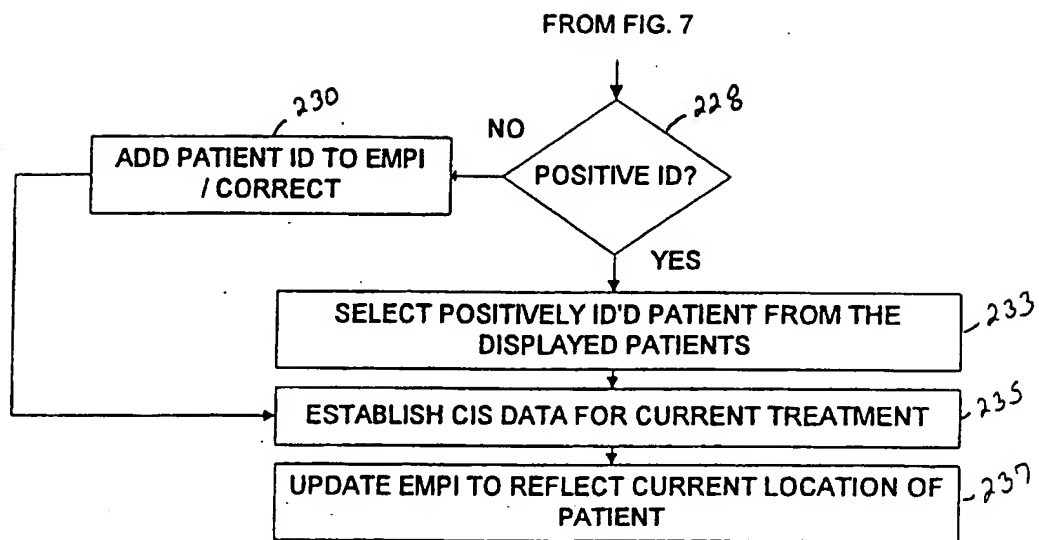 FROM FIG. 7
228
230
NO
POSITIVE ID?
ADD PATIENT ID TO EMPI
/ CORRECT
YES
SELECT POSITIVELY ID'D PATIENT FROM THE
DISPLAYED PATIENTS
233
ESTABLISH CIS DATA FOR CURRENT TREATMENT
235
UPDATE EMPI TO REFLECT CURRENT LOCATION OF
PATIENT
237